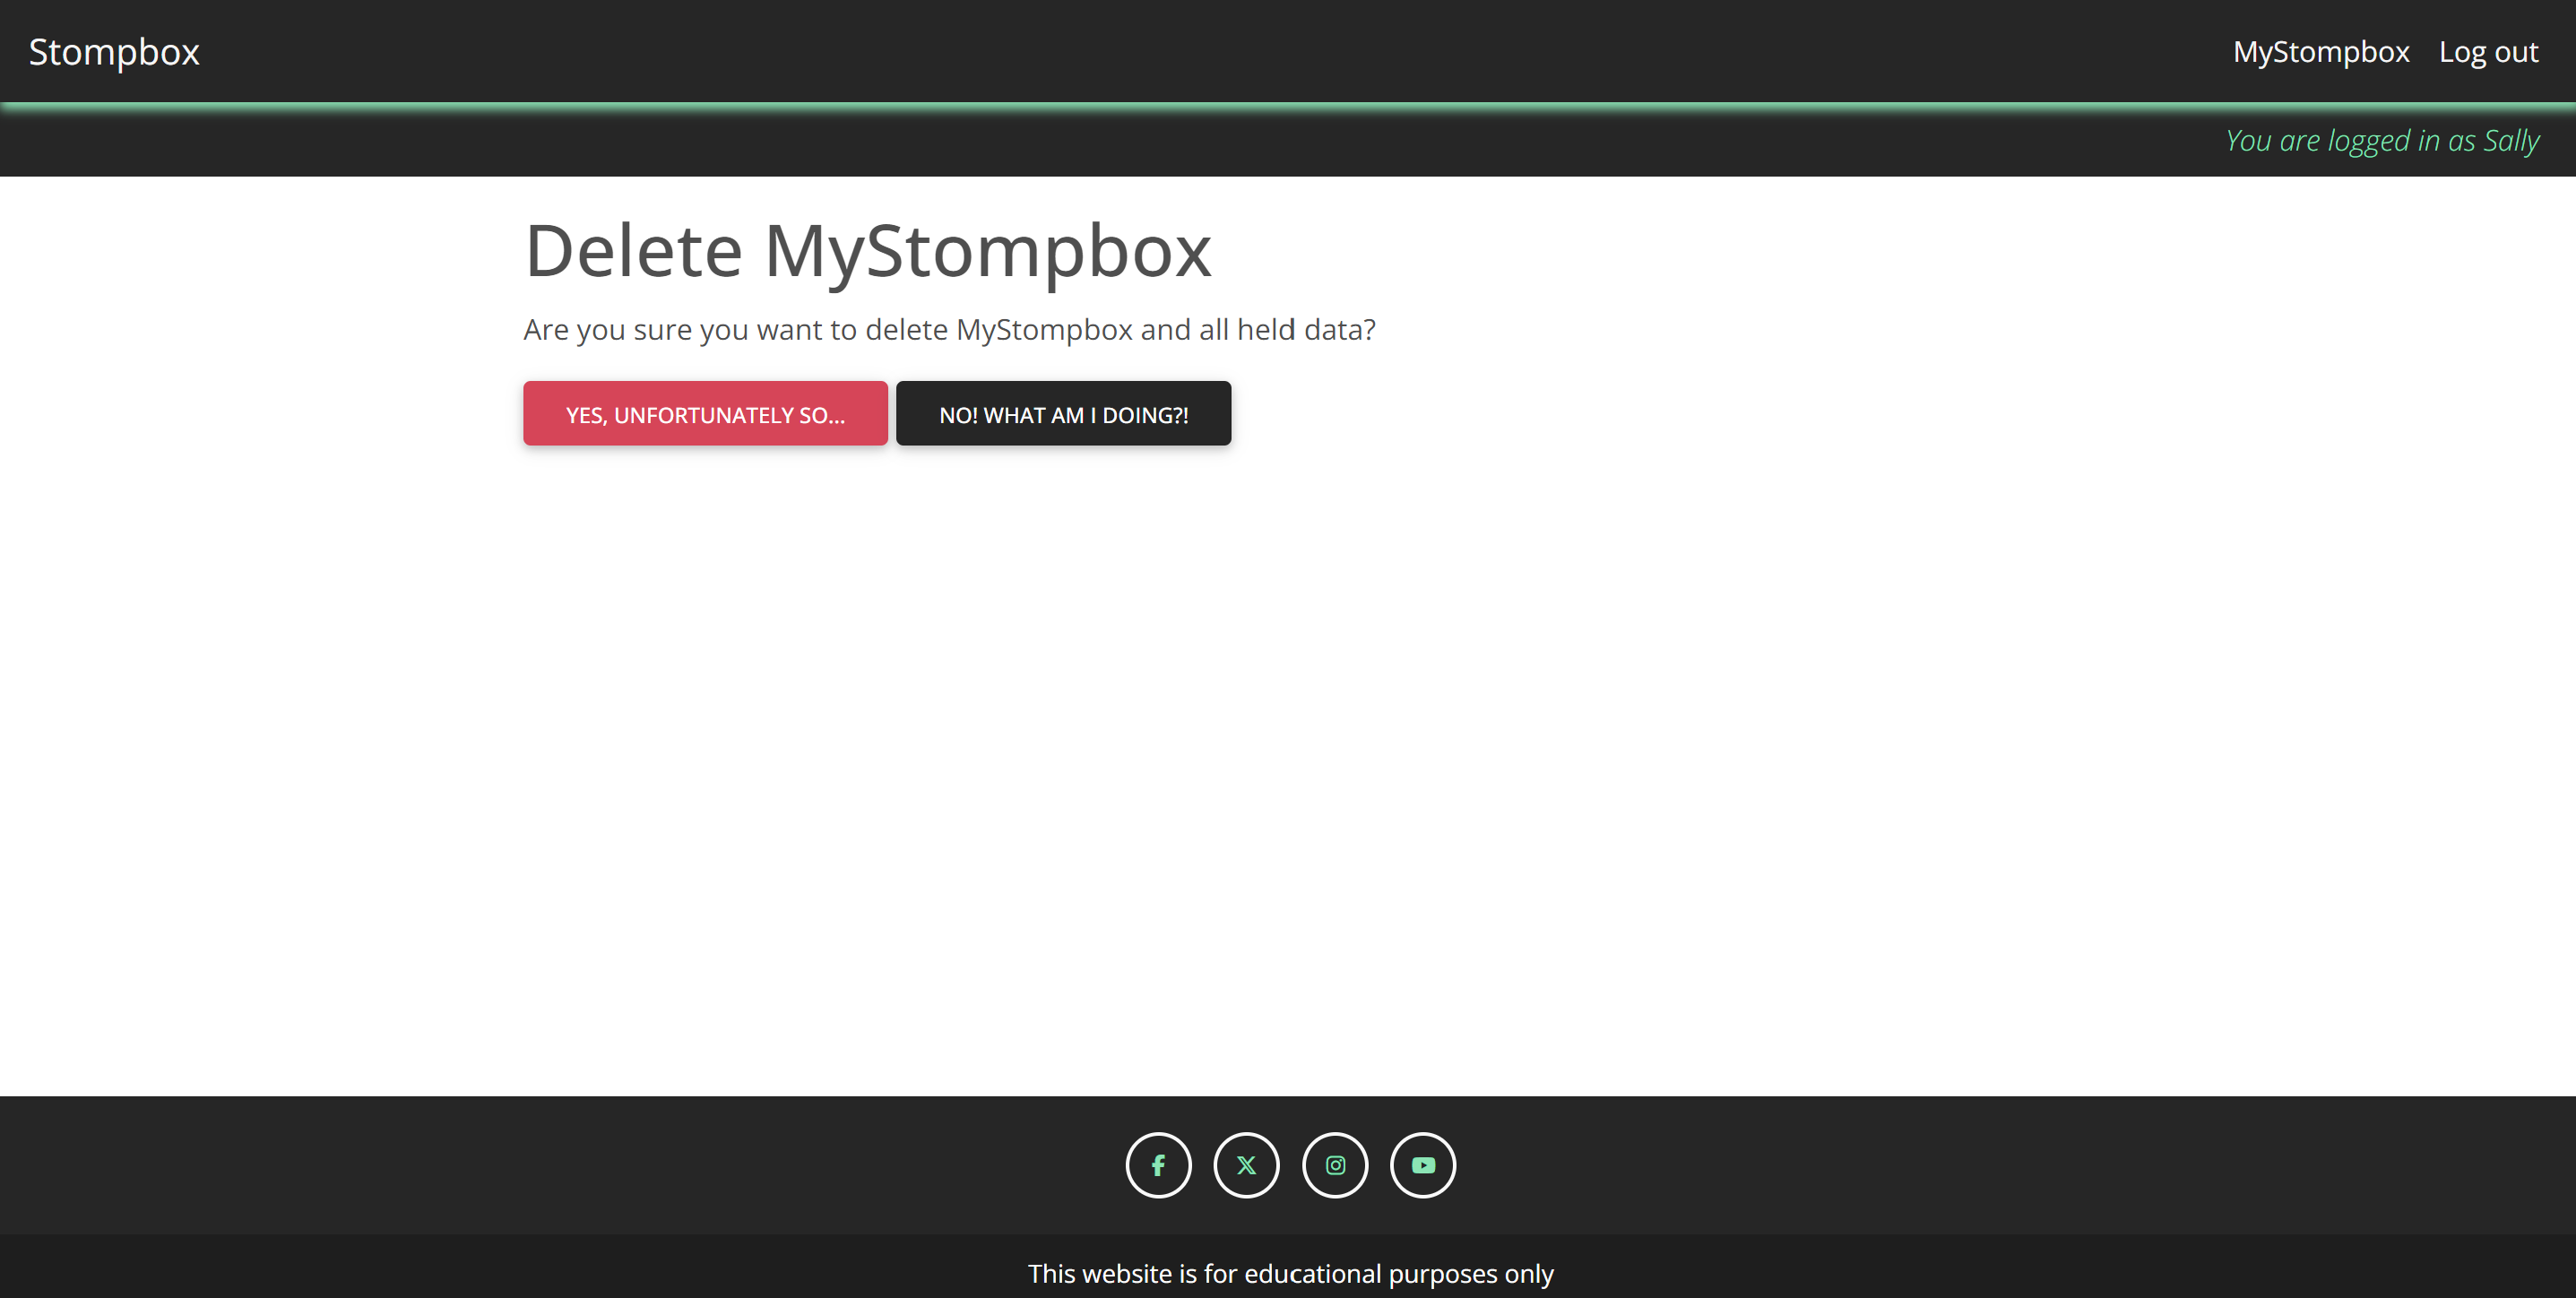 Stompbox
MyStompbox Log out
You are logged in as Sally
Delete MyStompbox
Are you sure you want to delete MyStompbox and all held data?
YES, UNFORTUNATELY SO...
NO! WHAT AM I DOING?!
This website is for educational purposes only